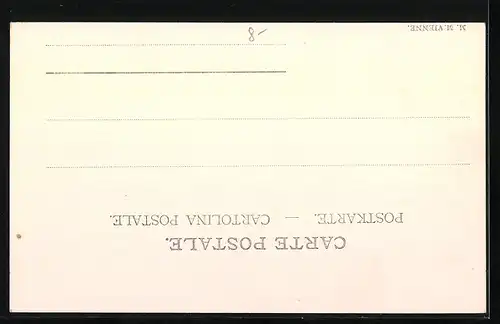 CARTE POSTALE.
POSTKARTE. — CARTOLINA POSTALE.
M. M. VIENNE.
8-